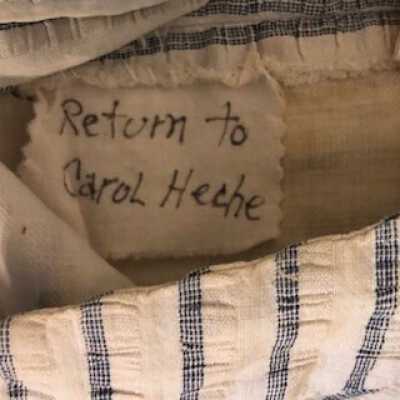 Return to
Carol Heche